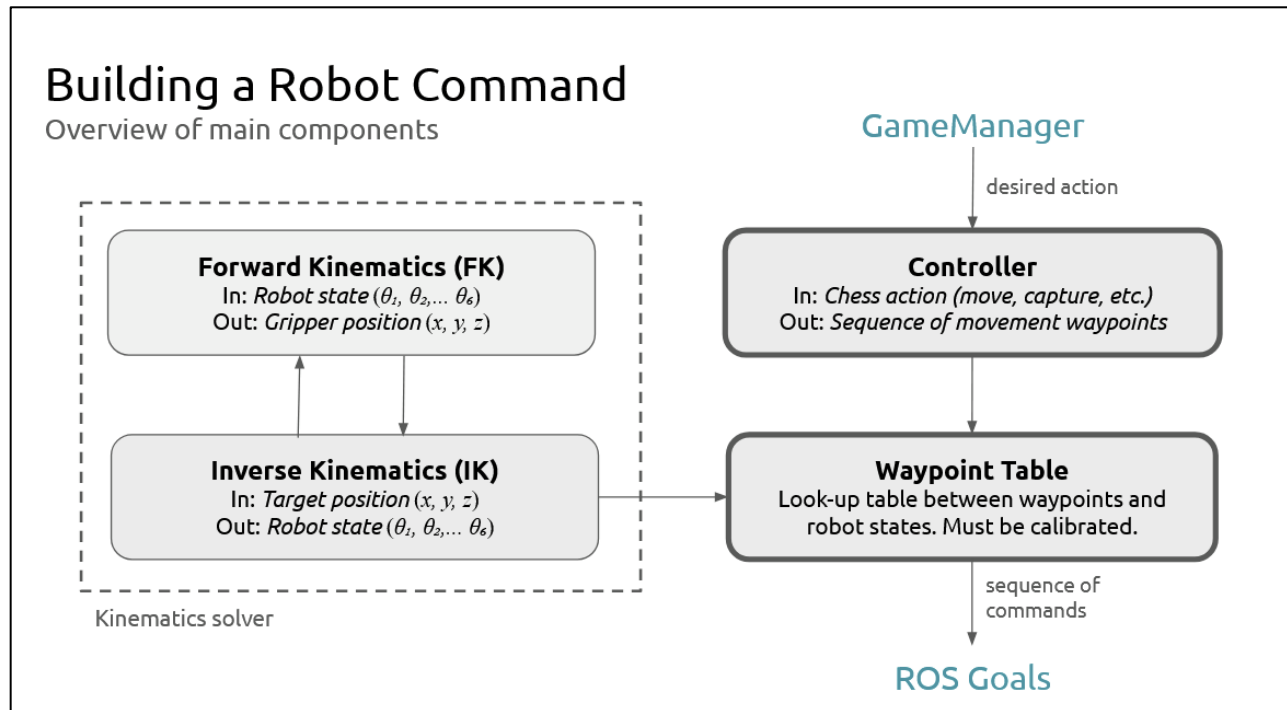 Building a Robot Command
Overview of main components
GameManager
desired action
Forward Kinematics (FK)
In: Robot state (θ₁, θ₂,... θ₆)
Out: Gripper position (x, y, z)
Controller
In: Chess action (move, capture, etc.)
Out: Sequence of movement waypoints
Inverse Kinematics (IK)
In: Target position (x, y, z)
Out: Robot state (θ₁, θ₂,... θ₆)
Waypoint Table
Look-up table between waypoints and
robot states. Must be calibrated.
Kinematics solver
sequence of
commands
ROS Goals